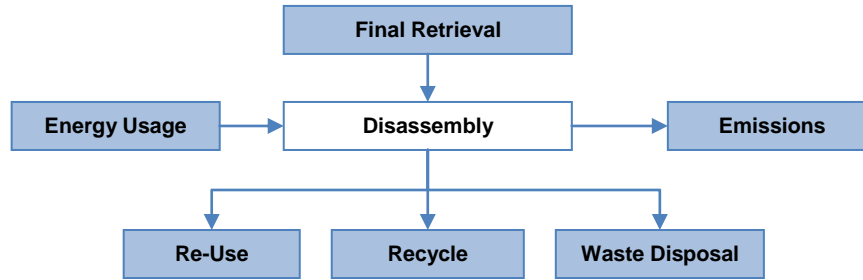 Final Retrieval
Energy Usage
Disassembly
Emissions
Re-Use
Recycle
Waste Disposal